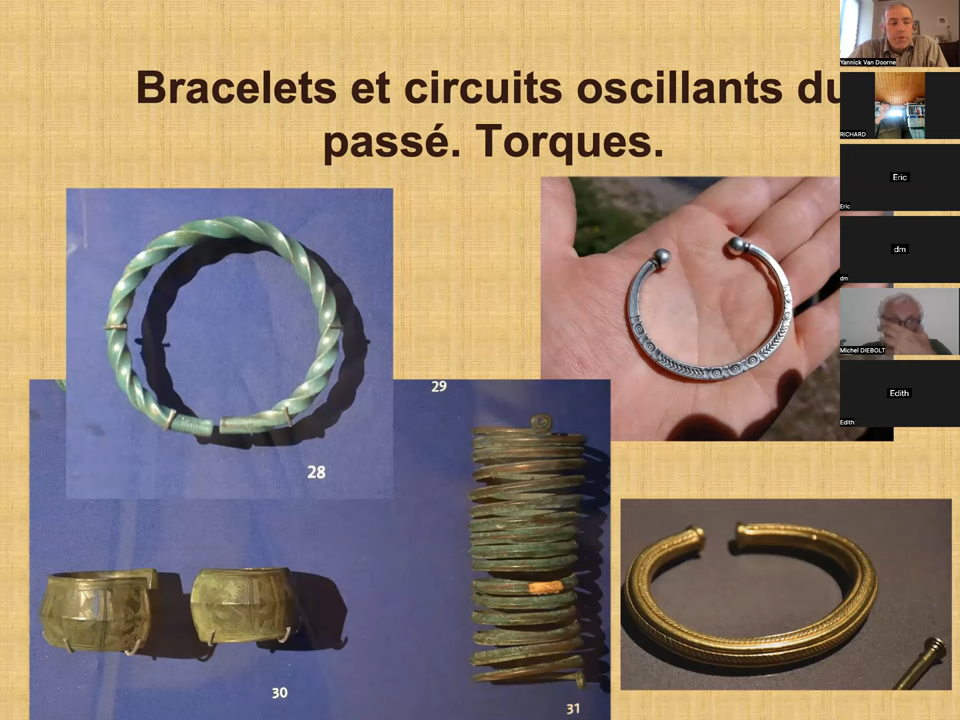 Bracelets et circuits oscillants du
passé. Torques.
28
29
30
31
Yannick Van Doorne
RICHARD
Eric
Eric
dm
dm
Michel DIEBOLT
Edith
Edith